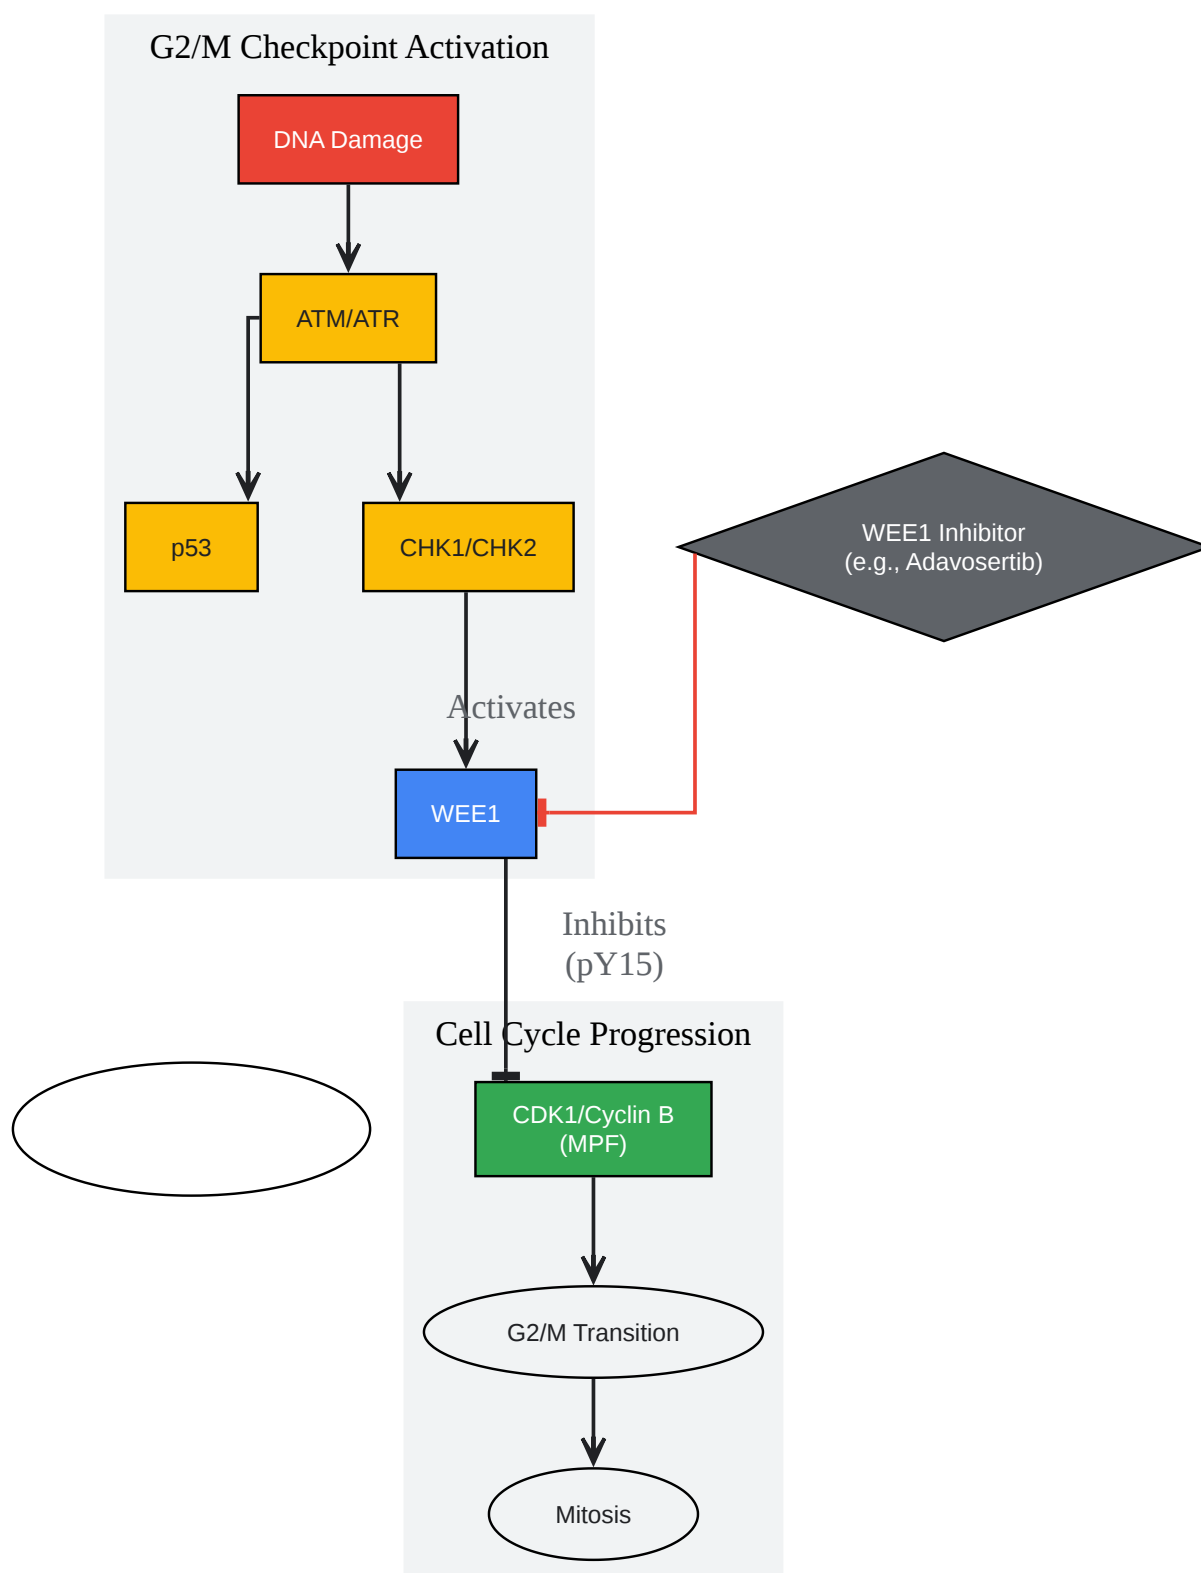 G2/M Checkpoint Activation
DNA Damage
ATM/ATR
p53
CHK1/CHK2
WEE1 Inhibitor
(e.g., Adavosertib)
Activates
WEE1
Inhibits
(pY15)
Cell Cycle Progression
CDK1/Cyclin B
(MPF)
G2/M Transition
Mitosis